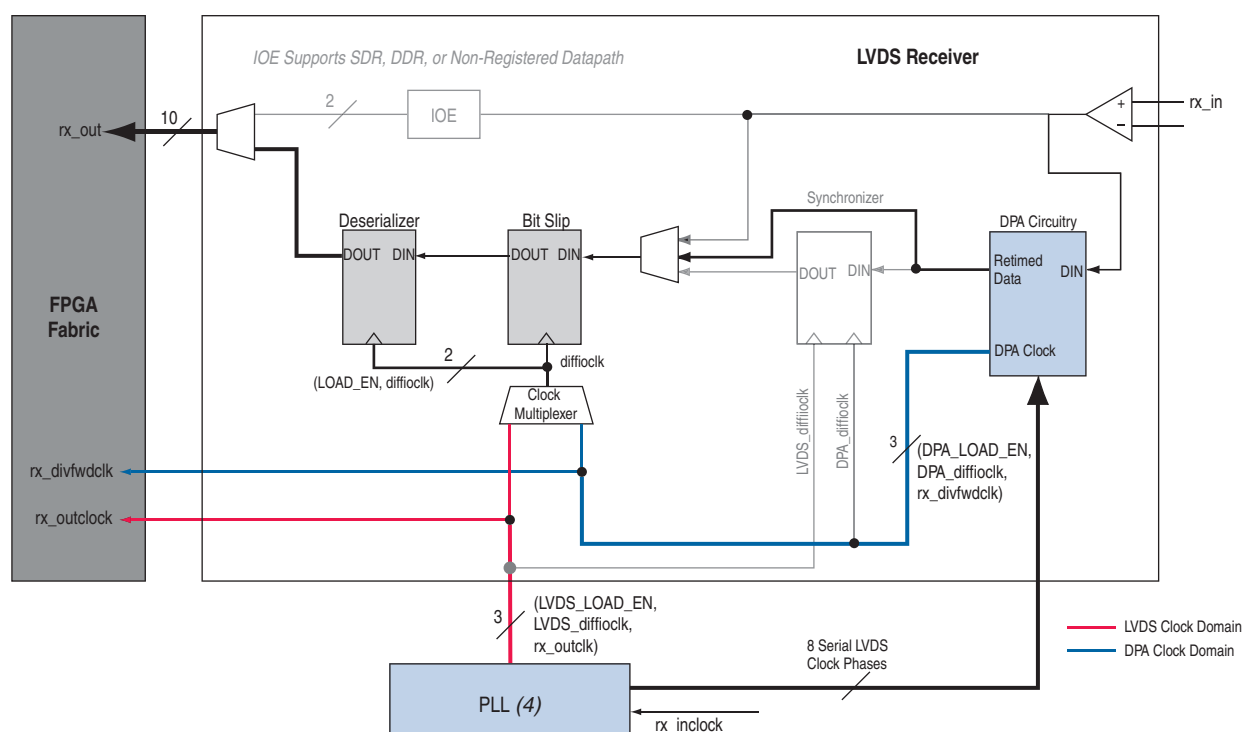 IOE Supports SDR, DDR, or Non-Registered Datapath
LVDS Receiver
2
IOE
+
–
rx_in
rx_out
10
Synchronizer
Deserializer
Bit Slip
DPA Circuitry
DOUT DIN
DOUT DIN
DOUT
DIN
Retimed
Data
DIN
FPGA
Fabric
DPA Clock
2
diffioclk
(LOAD_EN, diffioclk)
Clock
Multiplexer
LVDS_diffiioclk
DPA_diffioclk
3
(DPA_LOAD_EN,
DPA_diffioclk,
rx_divfwdclk)
rx_divfwdclk
rx_outclock
3
(LVDS_LOAD_EN,
LVDS_diffioclk,
rx_outclk)
LVDS Clock Domain
DPA Clock Domain
8 Serial LVDS
Clock Phases
PLL (4)
rx_inclock